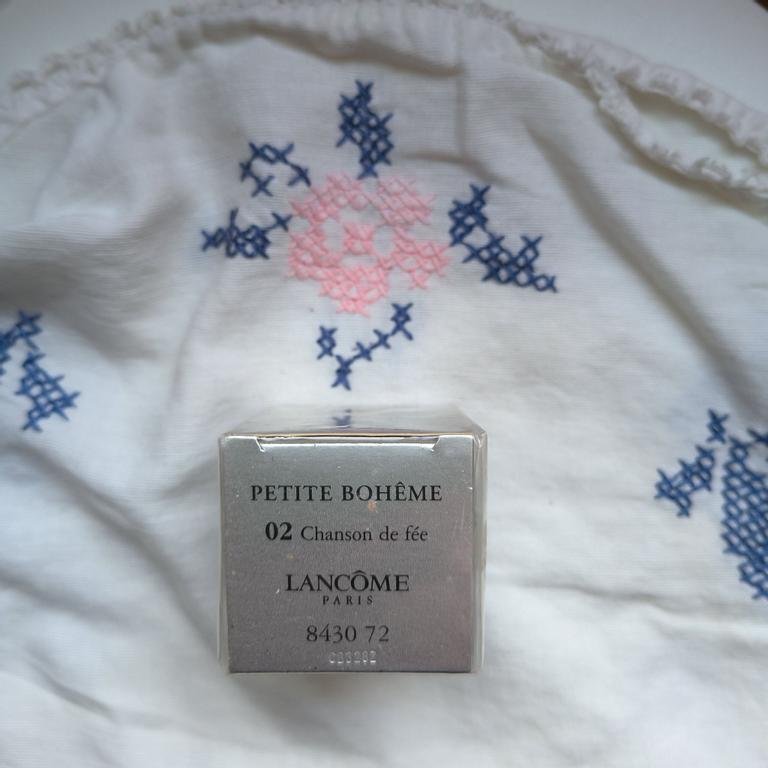 PETITE BOHÊME
02 Chanson de fée
LANCÔME
PARIS
8430 72